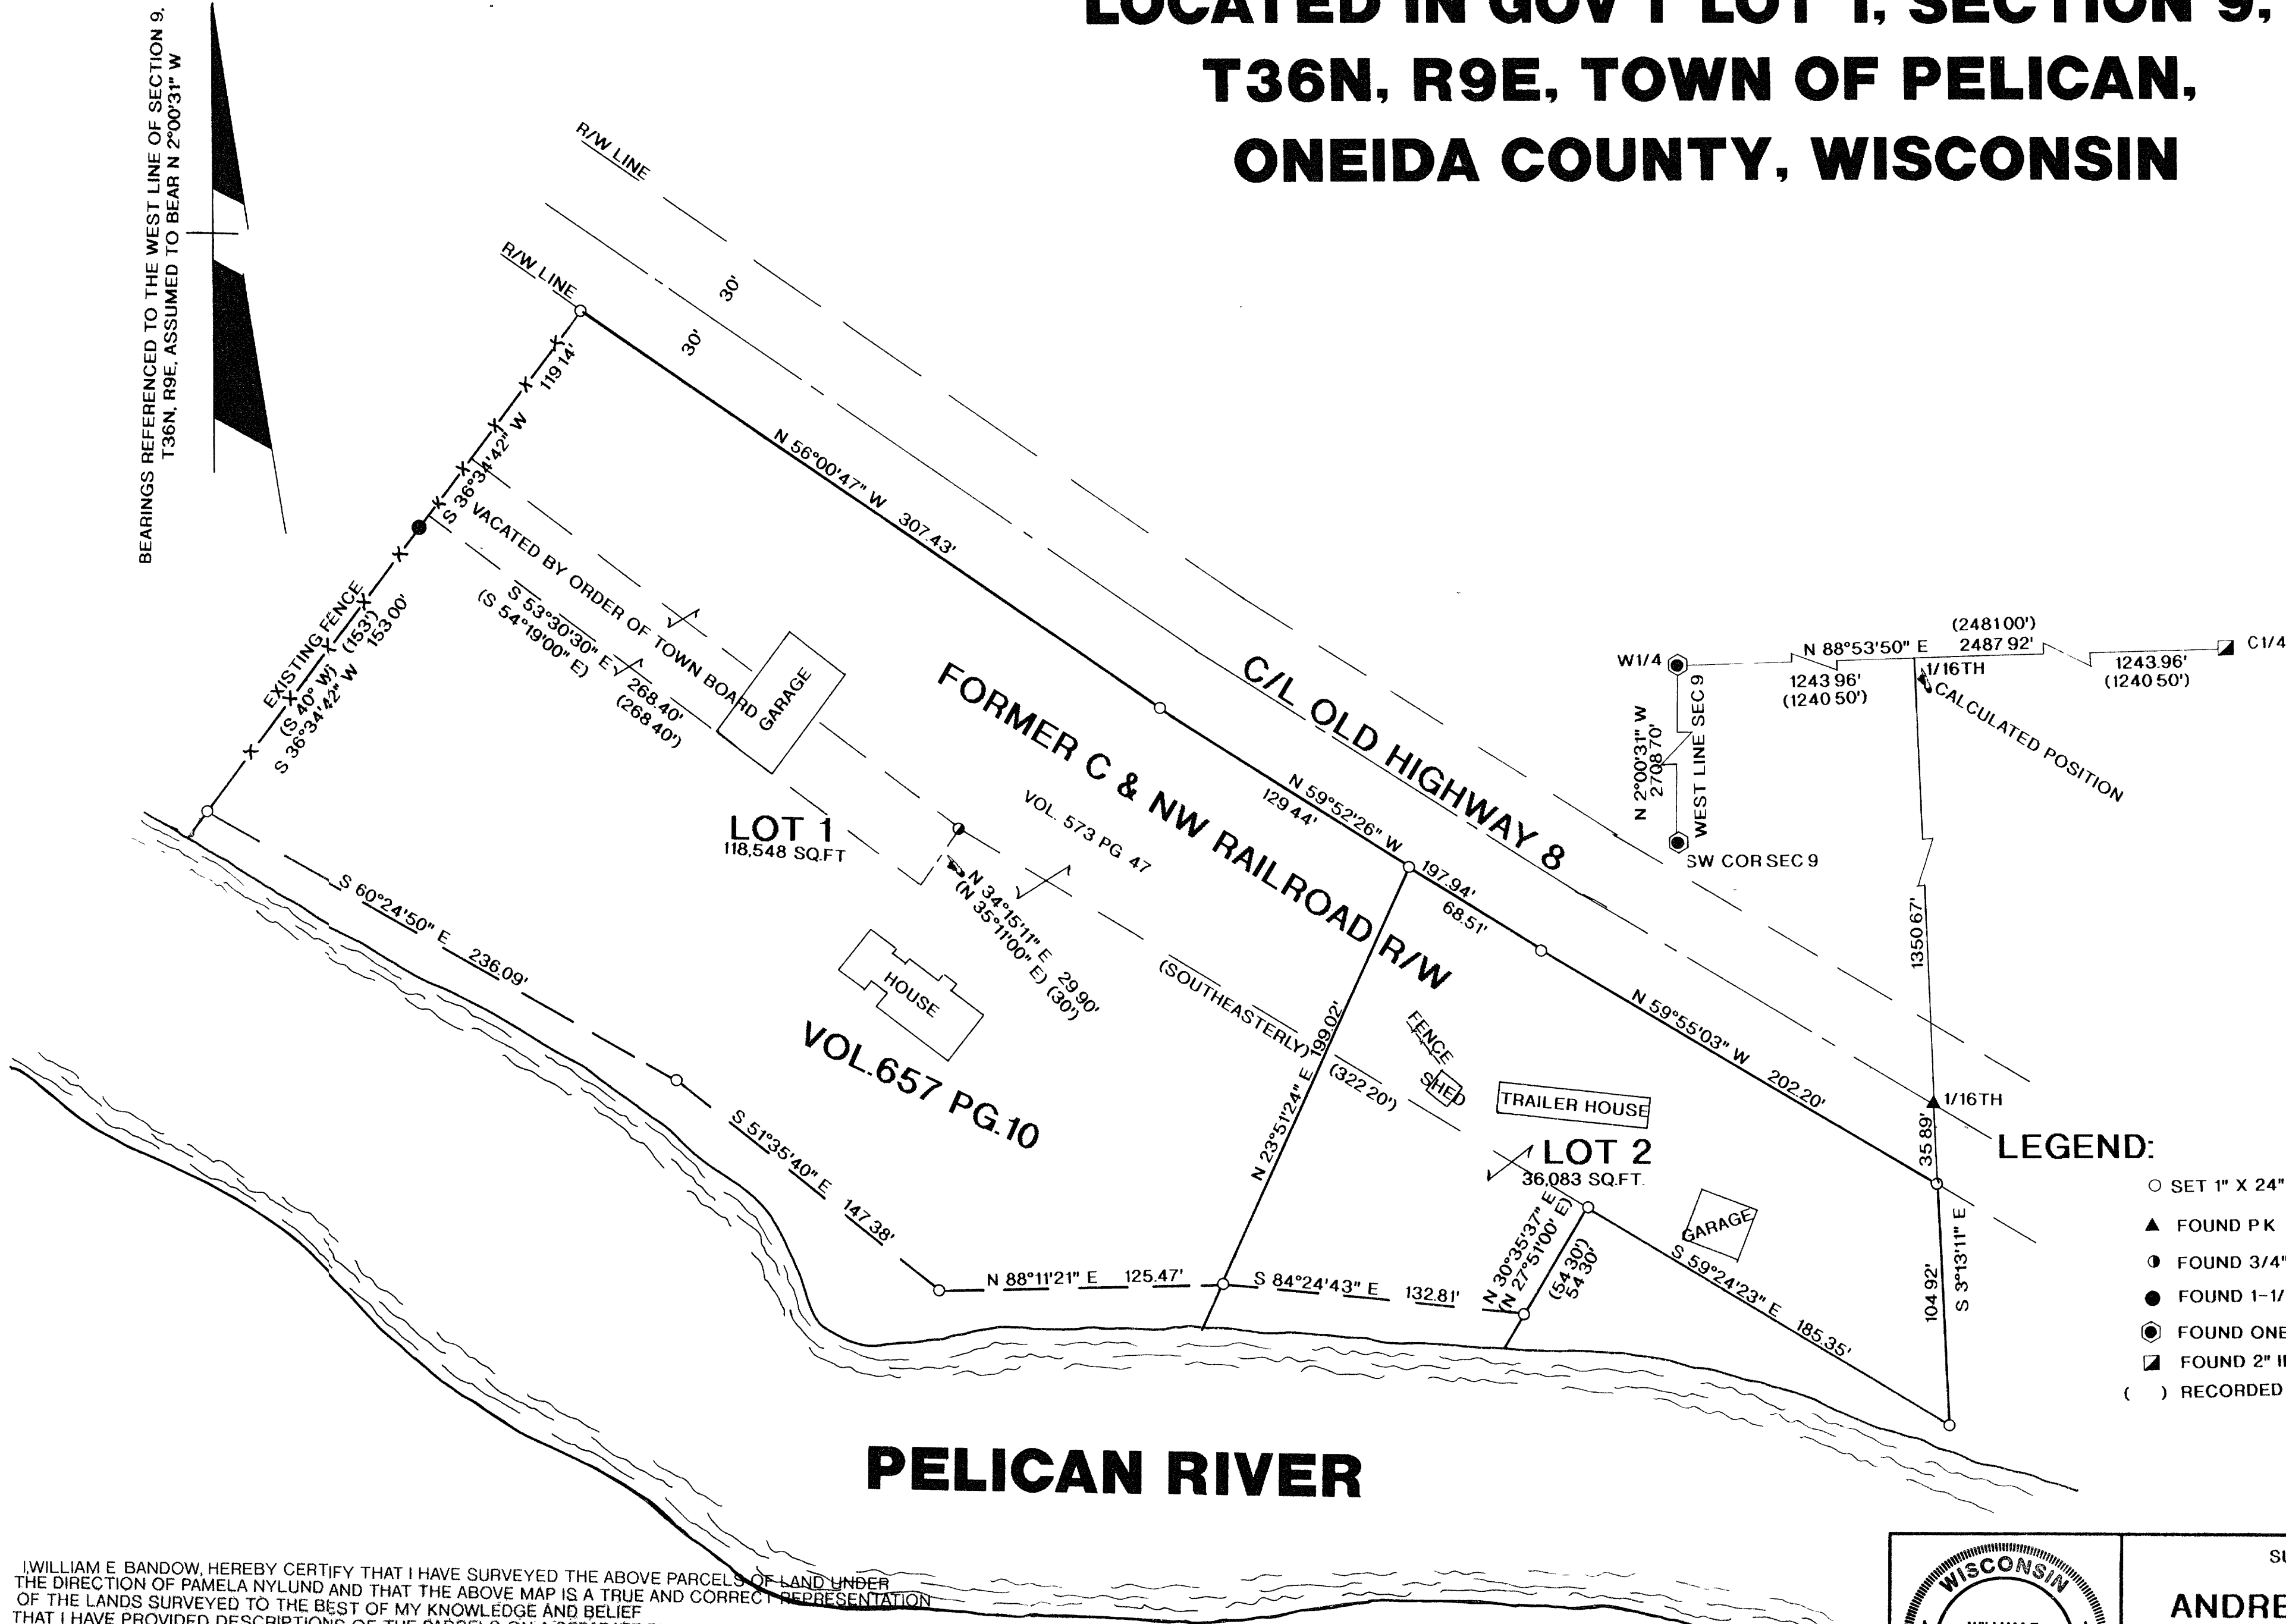 LOCATED IN GOV'T LOT 1, SECTION 9,
T36N, R9E, TOWN OF PELICAN,
ONEIDA COUNTY, WISCONSIN
BEARINGS REFERENCED TO THE WEST LINE OF SECTION 9.
T36N, R9E, ASSUMED TO BEAR N 2°00'31" W
R/W LINE
R/W LINE
30'
30'
119 14'
S 36°34'42" W
N 56°00'47" W 307.43'
VACATED BY ORDER OF TOWN BOARD
S 53°30'30" E 268.40'
(S 54°19'00" E) (268 40')
EXISTING FENCE
(S 40° W) (153')
S 36°34'42" W 153 00'
GARAGE
FORMER C & NW RAILROAD R/W
C/L OLD HIGHWAY 8
VOL. 573 PG 47
N 59°52'26" W 197.94'
129 44'
68.51'
LOT 1
118,548 SQ.FT
N 34°15'11" E 29 90'
(N 35°11'00" E) (30')
HOUSE
VOL.657 PG.10
(SOUTHEASTERLY) (322 20')
N 23°51'24" E 199.02'
FENCE
SHED
TRAILER HOUSE
LOT 2
36,083 SQ.FT.
N 59°55'03" W 202.20'
S 60°24'50" E 236.09'
S 51°35'40" E 147 38'
N 88°11'21" E 125.47'
S 84°24'43" E 132.81'
N 30°35'37" E
(N 27°51'00' E)
(54 30')
54 30'
GARAGE
S 59°24'23" E 185.35'
104 92'
S 3°13'11" E
35 89'
1/16TH
1350 67'
W1/4
N 88°53'50" E
(2481 00')
2487 92'
C1/4
1243 96'
(1240 50')
1/16TH
1243.96'
(1240 50')
CALCULATED POSITION
N 2°00'31" W
2708 70'
WEST LINE SEC 9
SW COR SEC 9
LEGEND:
SET 1" X 24"
FOUND P K
FOUND 3/4"
FOUND 1-1/
FOUND ONE
FOUND 2" I
( ) RECORDED
PELICAN RIVER
I,WILLIAM E BANDOW, HEREBY CERTIFY THAT I HAVE SURVEYED THE ABOVE PARCELS OF LAND UNDER
THE DIRECTION OF PAMELA NYLUND AND THAT THE ABOVE MAP IS A TRUE AND CORRECT REPRESENTATION
OF THE LANDS SURVEYED TO THE BEST OF MY KNOWLEDGE AND BELIEF
THAT I HAVE PROVIDED DESCRIPTIONS OF THE PARCELS ON A
WISCONSIN
ANDRE